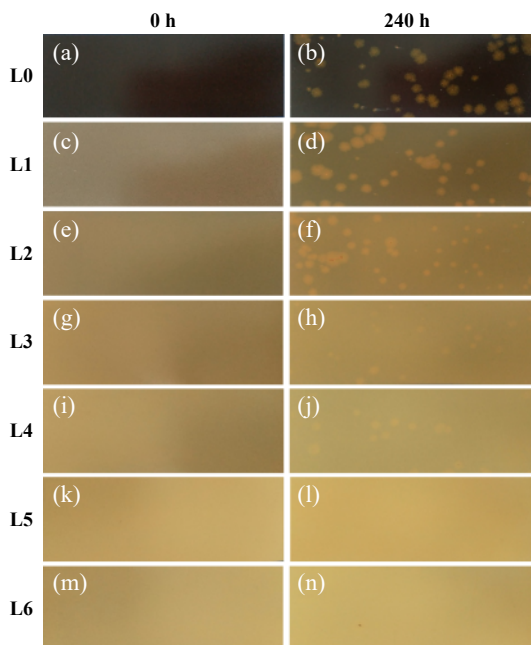 0 h 240 h
L0 (a) (b)
L1 (c) (d)
L2 (e) (f)
L3 (g) (h)
L4 (i) (j)
L5 (k) (l)
L6 (m) (n)